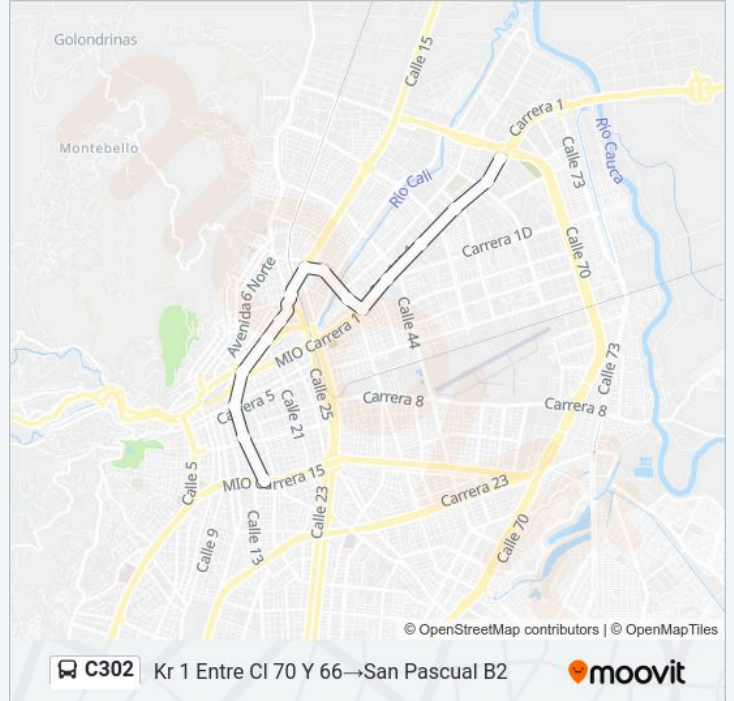 Golondrinas
Calle 15
Carrera 1
Montebello
Río Cali
Calle 73
Río Cauca
Carrera 1D
Calle 70
Avenida 6 Norte
Calle 44
MIO Carrera 1
Calle 73
Carrera 5
Calle 21
Calle 25
Carrera 8
Carrera 8
Calle 5
MIO Carrera 15
Carrera 23
Calle 9
Calle 13
Calle 23
Calle 70
© OpenStreetMap contributors | © OpenMapTiles
C302 Kr 1 Entre Cl 70 Y 66→San Pascual B2
moovit